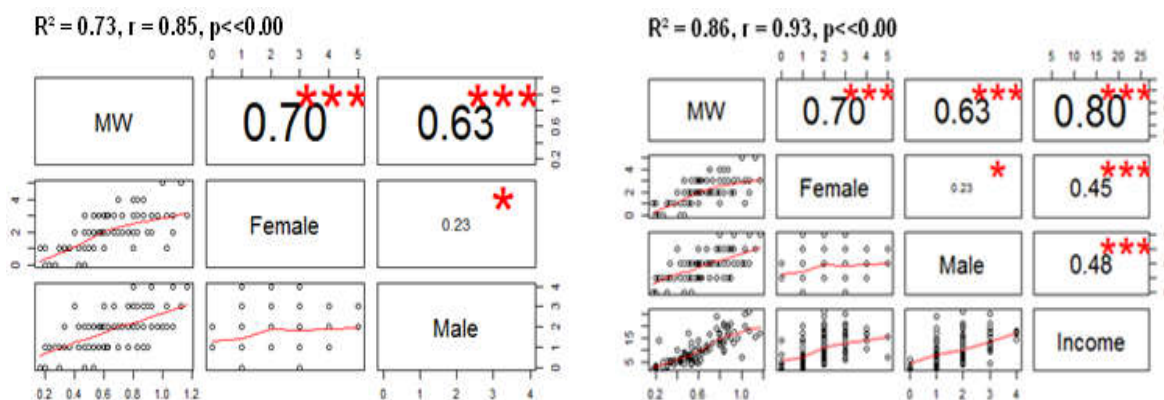 R² = 0.73, r = 0.85, p<<0.00
0 1 2 3 4 5
MW
0.70 ***
0.63 ***
0.2 0.6 1.0
0 2 4
Female
0.23 *
Male
0 1 2 3 4
0.2 0.4 0.6 0.8 1.0 1.2
0 1 2 3 4
R² = 0.86, r = 0.93, p<<0.00
0 1 2 3 4 5
5 10 15 20 25
MW
0.70 ***
0.63 ***
0.80 ***
0 2 4
Female
0.23 *
0.45 ***
Male
0.48 ***
5 15
Income
0.2 0.6 1.0
0 1 2 3 4